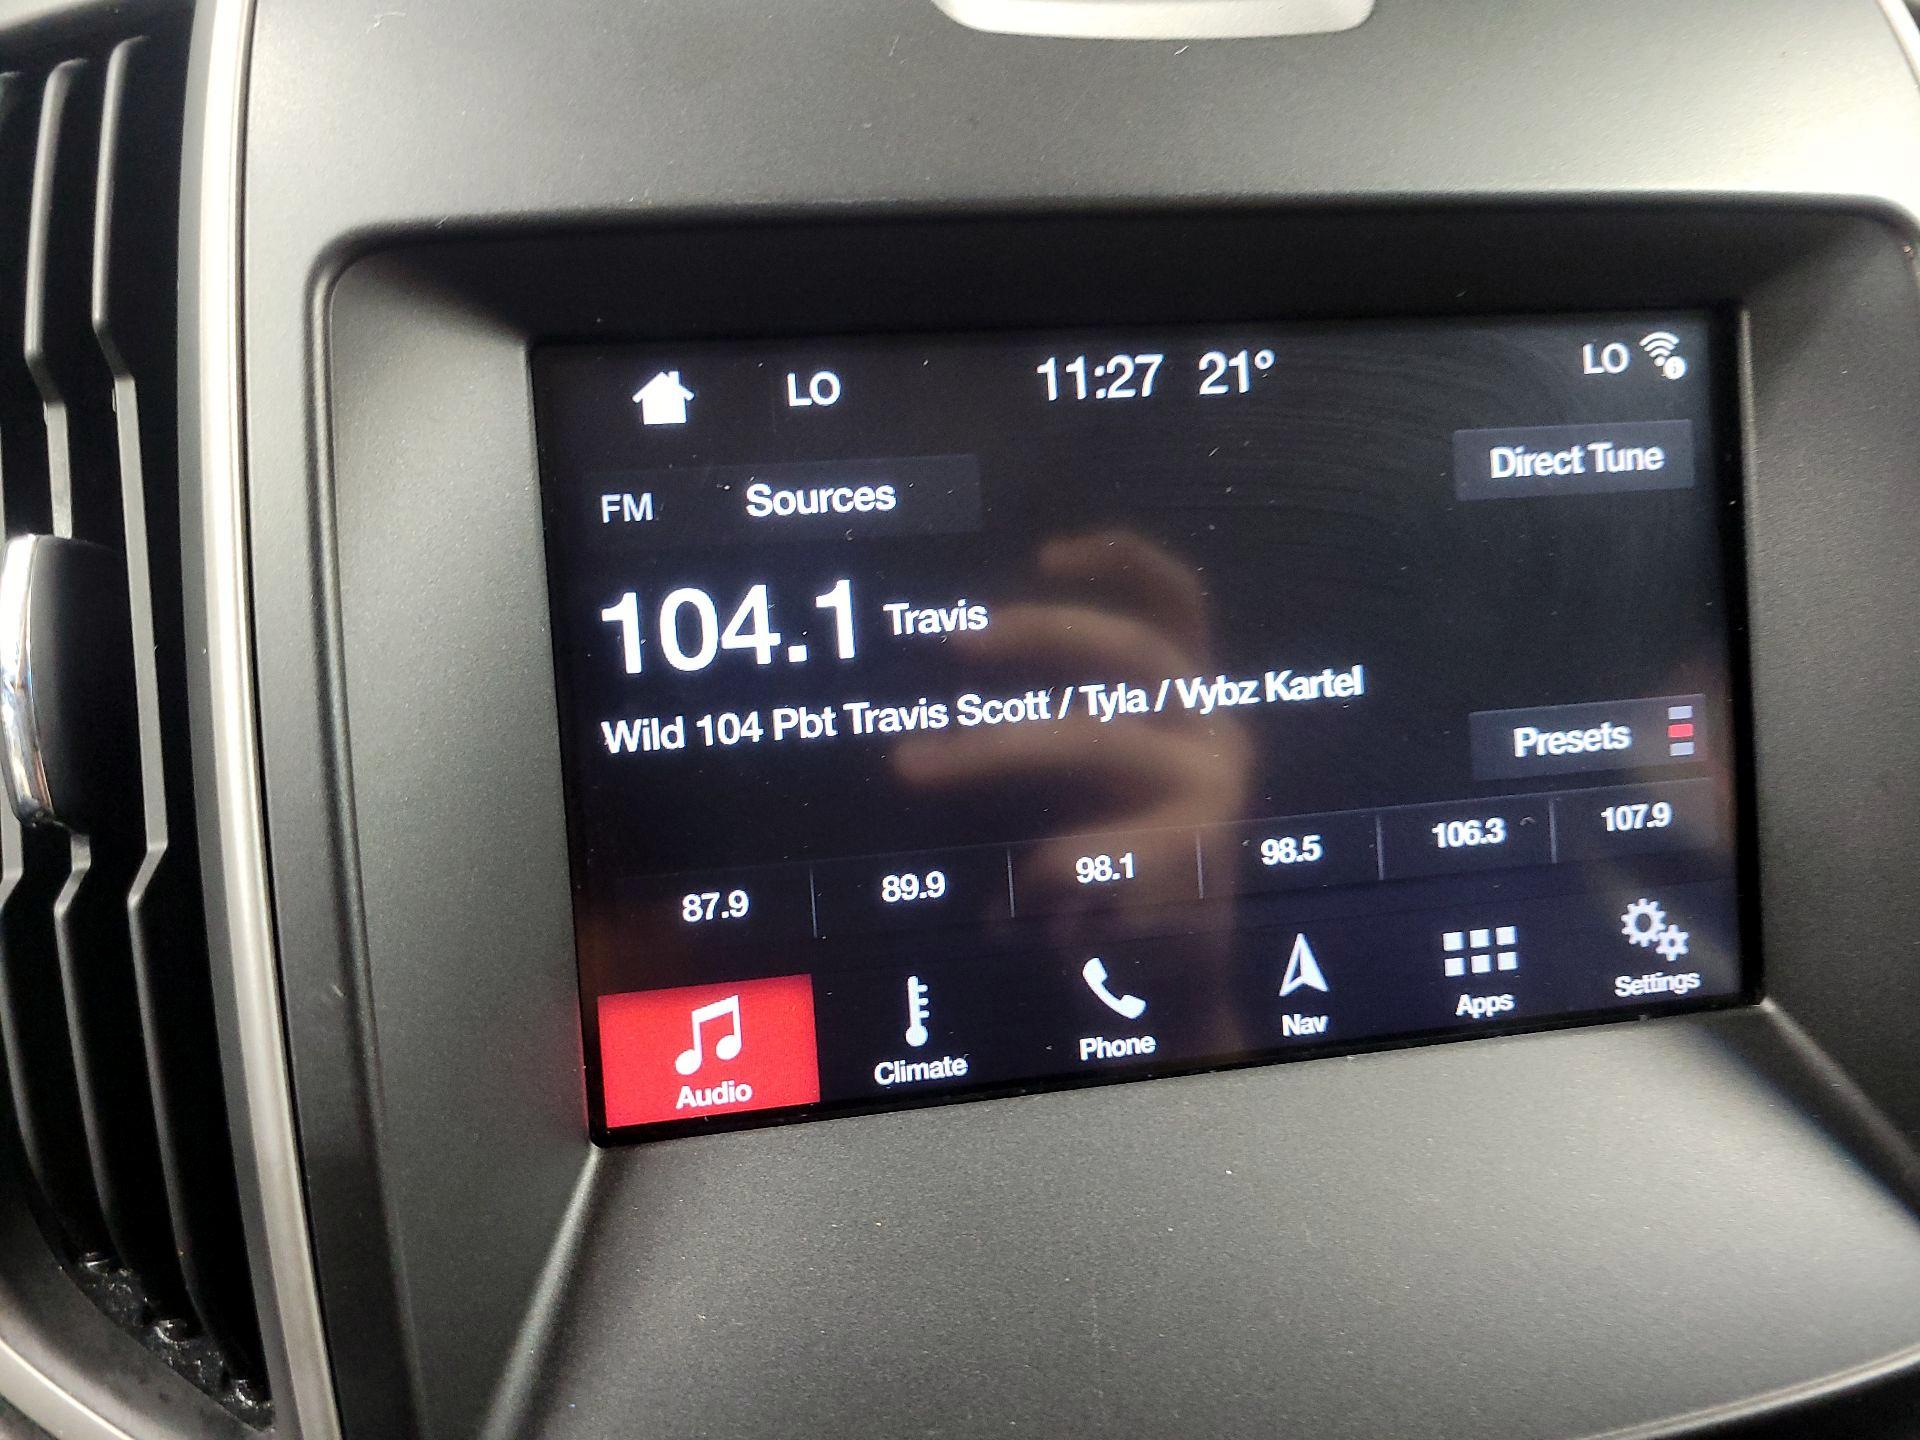 LO 11:27 21° LO
Direct Tune
FM Sources
104.1 Travis
Wild 104 Pbt Travis Scott / Tyla / Vybz Kartel
Presets
87.9 89.9 98.1 98.5 106.3 107.9
Audio Climate Phone Nav Apps Settings